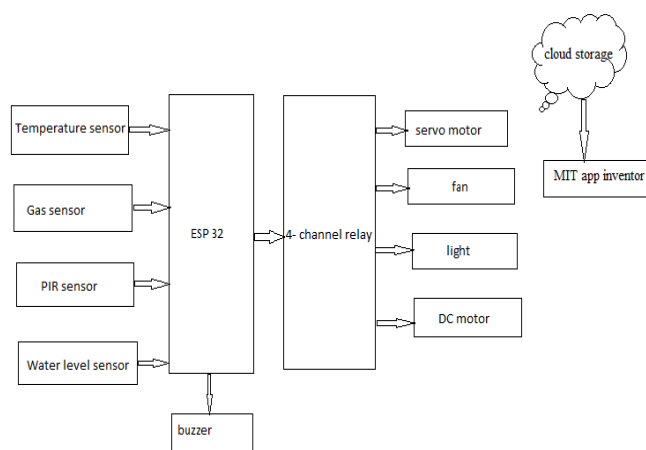 cloud storage
Temperature sensor
servo motor
MIT app inventor
fan
Gas sensor
ESP 32
4- channel relay
light
PIR sensor
DC motor
Water level sensor
buzzer